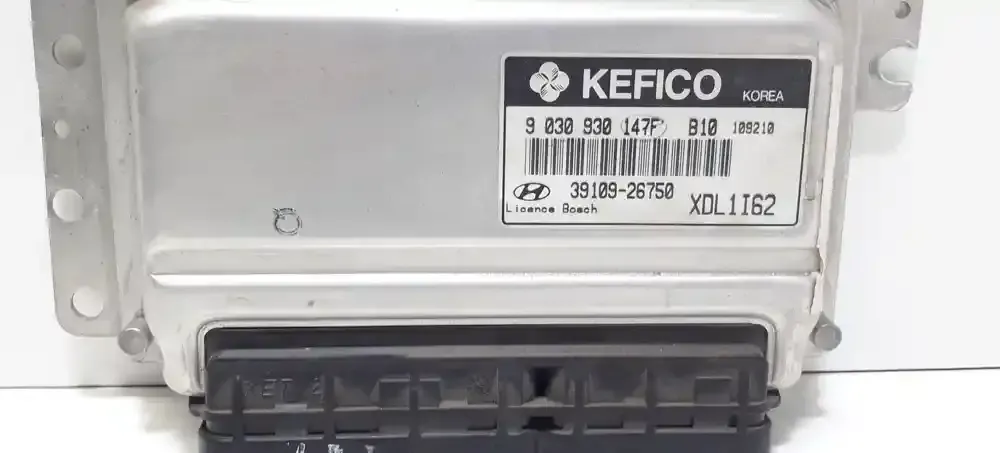 KEFICO KOREA
9 030 930 147F B10 109210
39109-26750
Licence Bosch XDL1I62